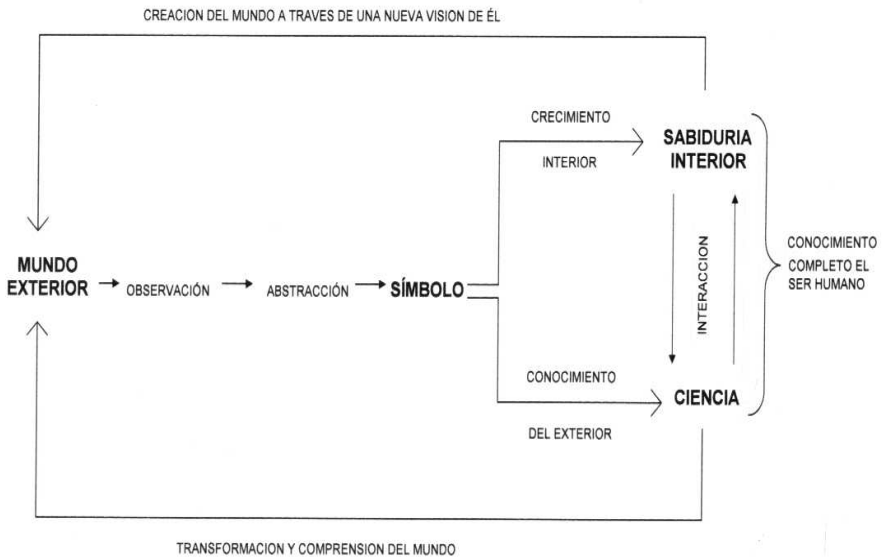 CREACION DEL MUNDO A TRAVES DE UNA NUEVA VISION DE ÉL
CRECIMIENTO
INTERIOR
SABIDURIA
INTERIOR
MUNDO
EXTERIOR
OBSERVACIÓN
ABSTRACCIÓN
SÍMBOLO
INTERACCION
CONOCIMIENTO
COMPLETO EL
SER HUMANO
CONOCIMIENTO
DEL EXTERIOR
CIENCIA
TRANSFORMACION Y COMPRENSION DEL MUNDO